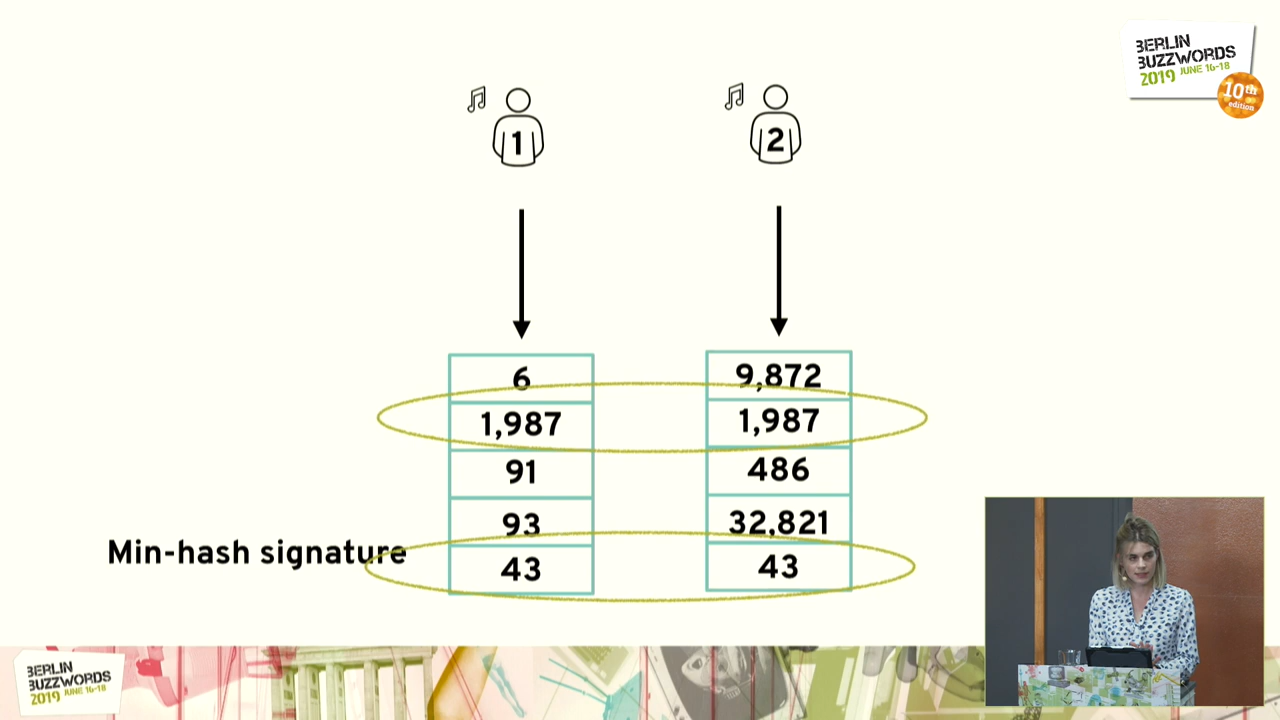 BERLIN
BUZZWORDS
2019 JUNE 16-18
10th
edition
1
2
6
9,872
1,987
1,987
91
486
93
32,821
Min-hash signature
43
43
BERLIN
BUZZWORDS
2019 JUNE 16-18